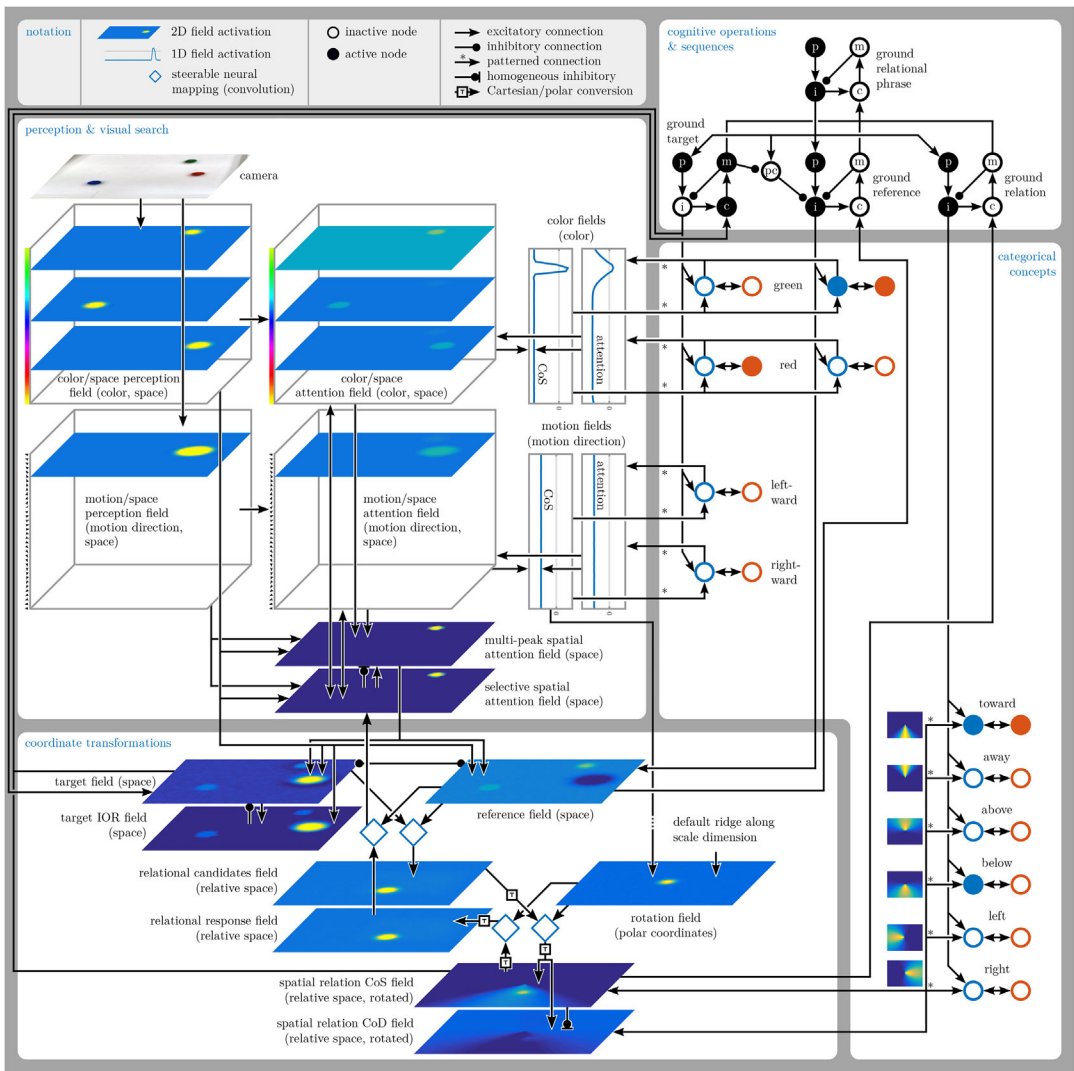 notation
2D field activation
1D field activation
steerable neural
mapping (convolution)
inactive node
active node
excitatory connection
inhibitory connection
* patterned connection
homogeneous inhibitory
T Cartesian/polar conversion
cognitive operations
& sequences
p
m
i
c
ground
relational
phrase
ground
target
p
m
pc
p
m
p
m
i
c
i
c
i
c
ground
reference
ground
relation
perception & visual search
camera
color/space perception
field (color, space)
color/space
attention field (color, space)
color fields
(color)
CoS
attention
0
0
motion fields
(motion direction)
CoS
attention
0
0
motion/space
perception field
(motion direction,
space)
motion/space
attention field
(motion direction,
space)
multi-peak spatial
attention field (space)
selective spatial
attention field (space)
categorical
concepts
*
*
green
*
*
red
*
*
left-
ward
*
*
right-
ward
toward
*
away
*
above
*
below
*
left
*
right
*
coordinate transformations
target field (space)
target IOR field
(space)
reference field (space)
default ridge along
scale dimension
relational candidates field
(relative space)
relational response field
(relative space)
T
T
T
T
rotation field
(polar coordinates)
spatial relation CoS field
(relative space, rotated)
spatial relation CoD field
(relative space, rotated)